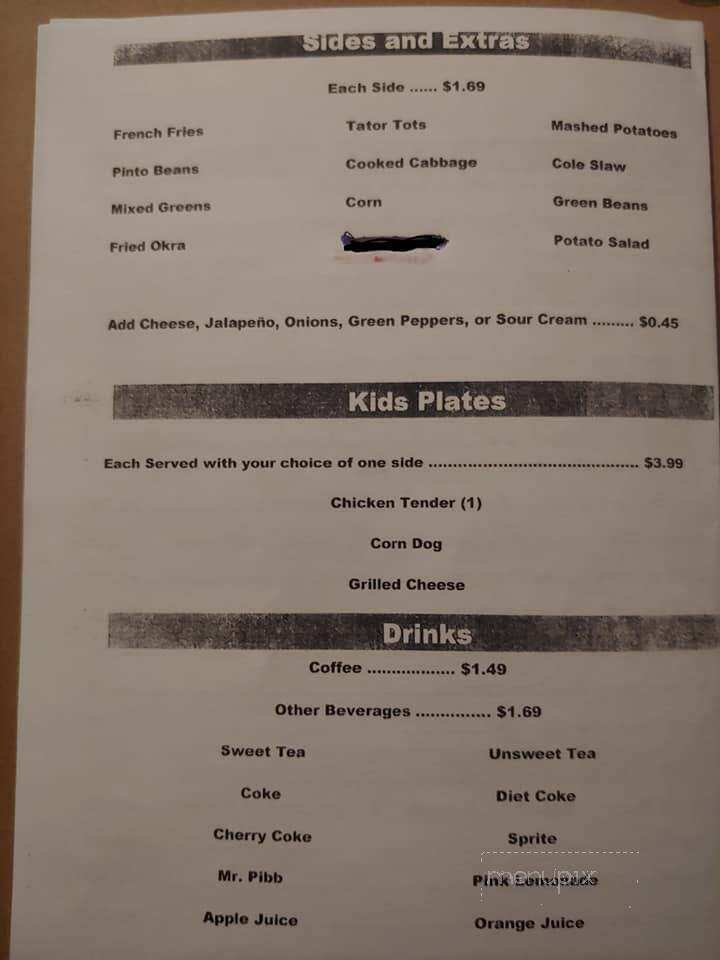 Sides and Extras
Each Side ...... $1.69
French Fries Tator Tots Mashed Potatoes
Pinto Beans Cooked Cabbage Cole Slaw
Mixed Greens Corn Green Beans
Fried Okra Potato Salad
Add Cheese, Jalapeño, Onions, Green Peppers, or Sour Cream ......... $0.45
Kids Plates
Each Served with your choice of one side ............................................ $3.99
Chicken Tender (1)
Corn Dog
Grilled Cheese
Drinks
Coffee .................. $1.49
Other Beverages ............... $1.69
Sweet Tea Unsweet Tea
Coke Diet Coke
Cherry Coke Sprite
Mr. Pibb Pink Lemonade
menupix
Apple Juice Orange Juice